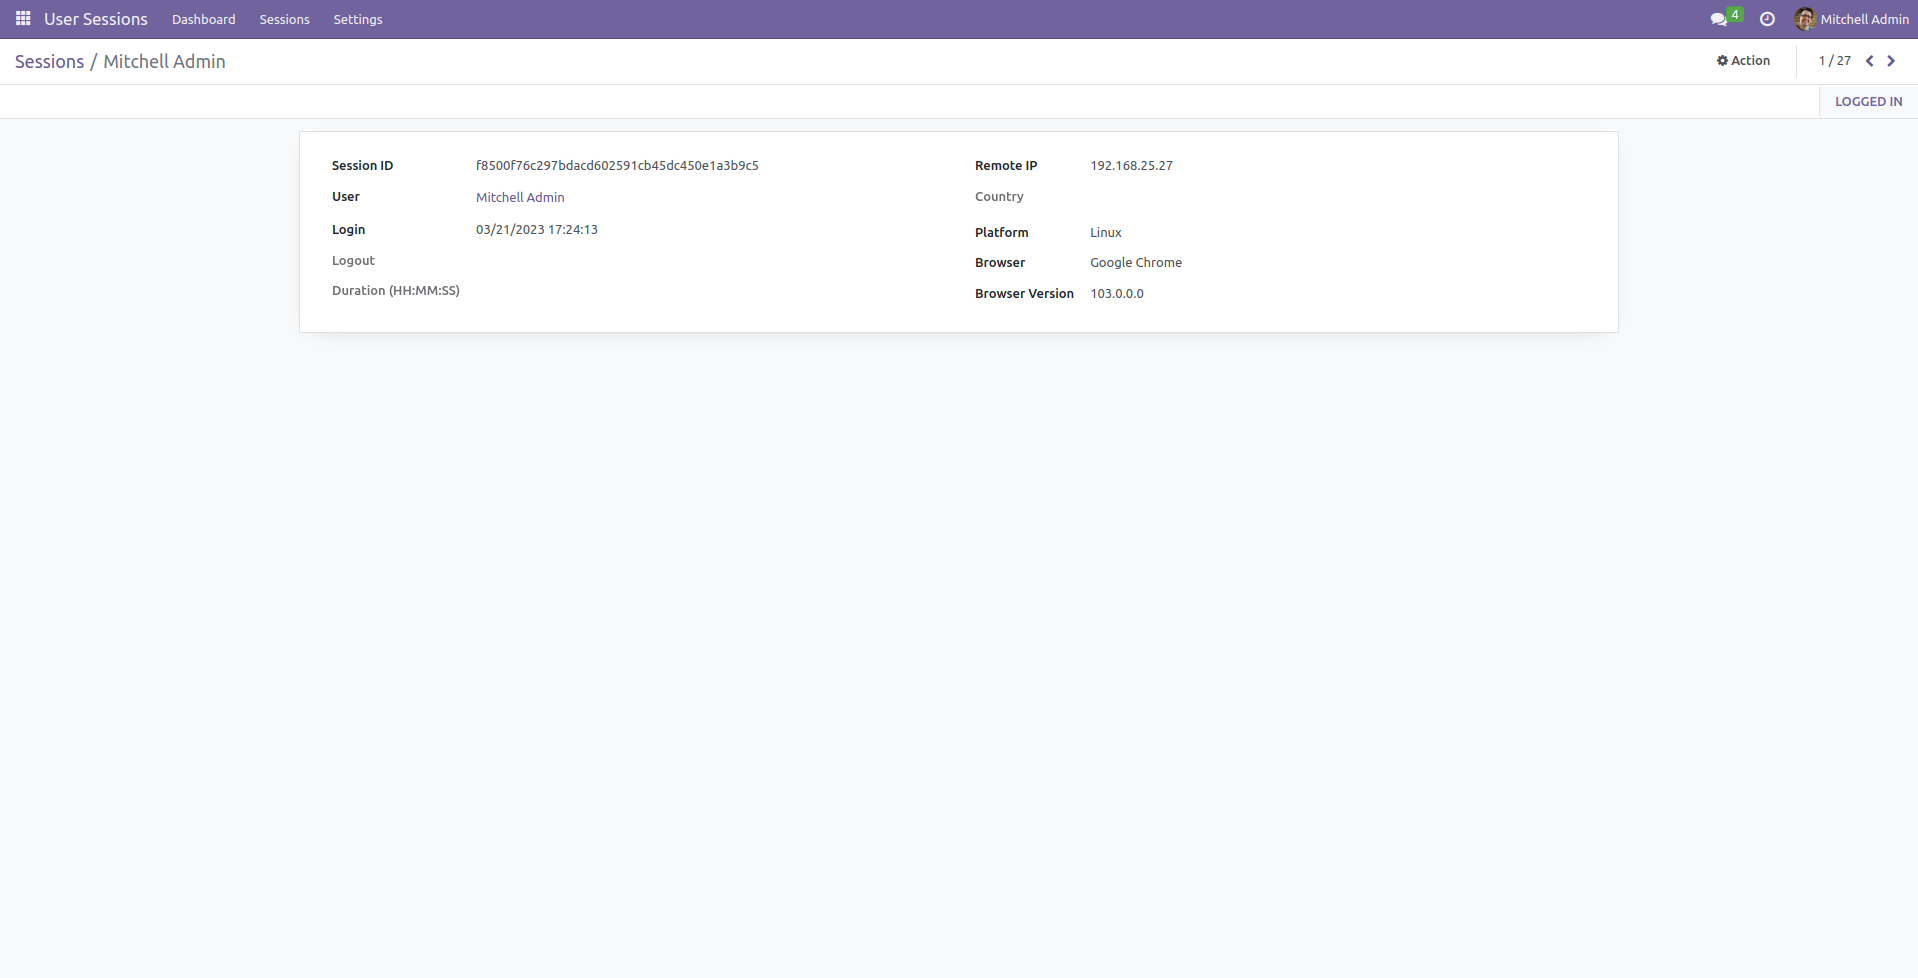 User Sessions Dashboard Sessions Settings 4 Mitchell Admin
Sessions / Mitchell Admin Action 1 / 27
LOGGED IN
Session ID f8500f76c297bdacd602591cb45dc450e1a3b9c5
User Mitchell Admin
Login 03/21/2023 17:24:13
Logout
Duration (HH:MM:SS)
Remote IP 192.168.25.27
Country
Platform Linux
Browser Google Chrome
Browser Version 103.0.0.0